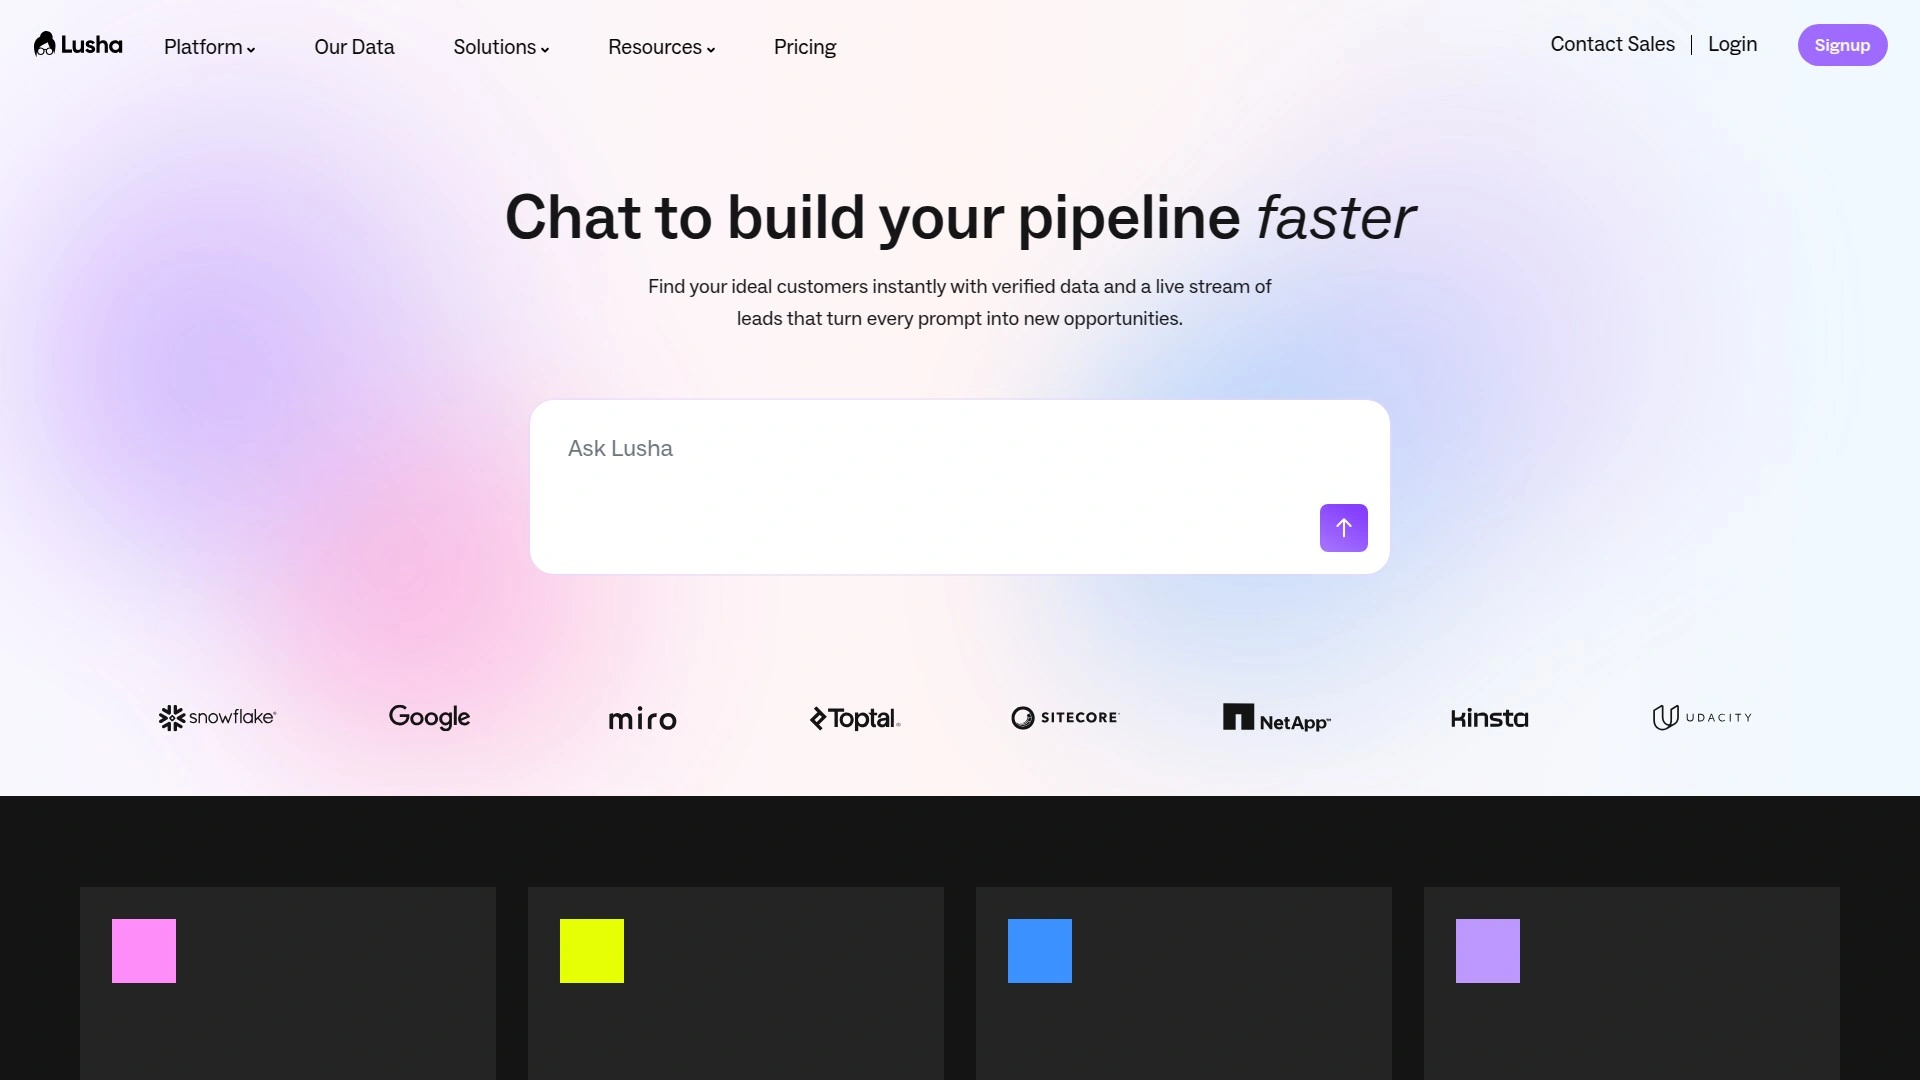 Lusha
Platform
Our Data
Solutions
Resources
Pricing
Contact Sales
Login
Signup
Chat to build your pipeline faster
Find your ideal customers instantly with verified data and a live stream of
leads that turn every prompt into new opportunities.
Ask Lusha
snowflake
Google
miro
Toptal
SITECORE
NetApp
Kinsta
UDACITY